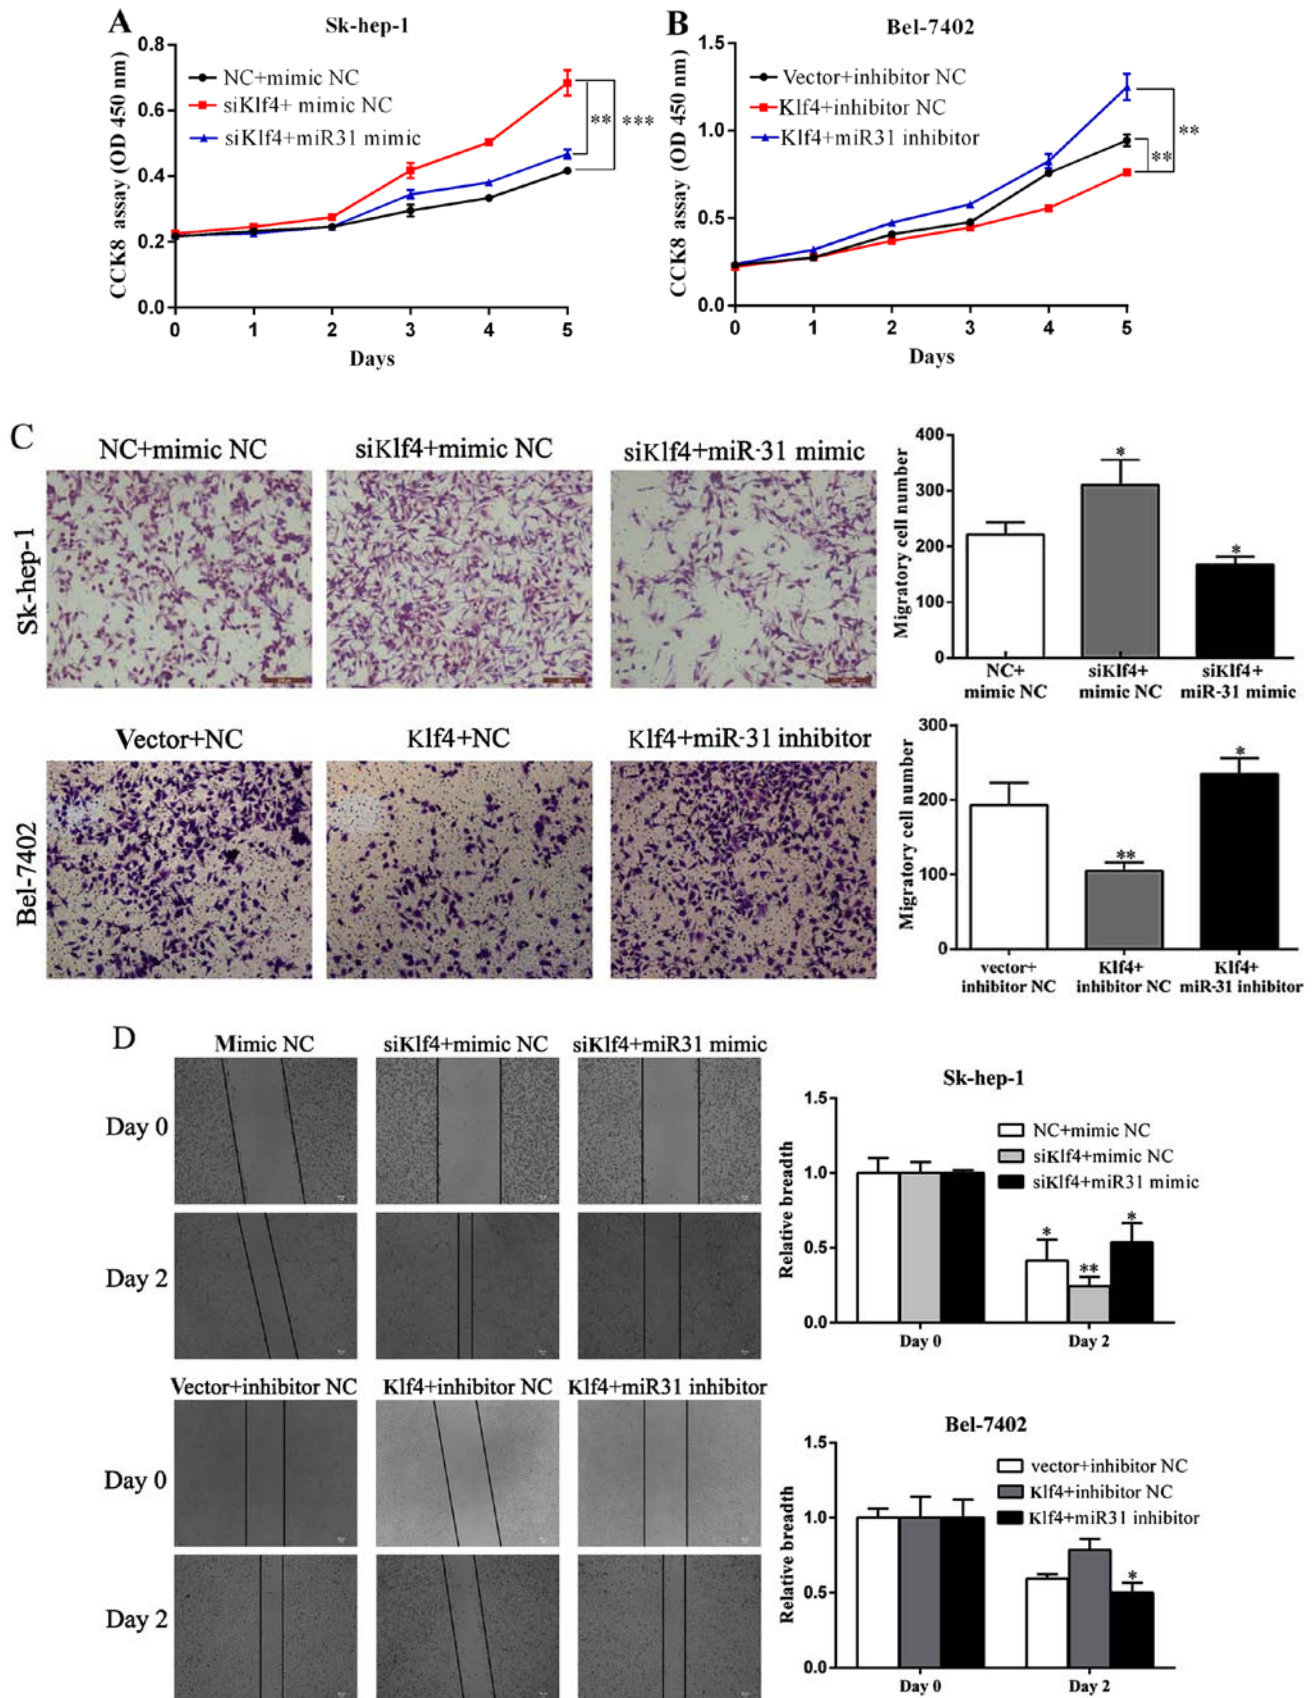 A
Sk-hep-1
CCK8 assay (OD 450 nm)
0.8
0.6
0.4
0.2
0.0
NC+mimic NC
siKlf4+ mimic NC
siKlf4+miR31 mimic
**
***
0 1 2 3 4 5
Days
B
Bel-7402
CCK8 assay (OD 450 nm)
1.5
1.0
0.5
0.0
Vector+inhibitor NC
Klf4+inhibitor NC
Klf4+miR31 inhibitor
**
**
0 1 2 3 4 5
Days
C
NC+mimic NC
siKlf4+mimic NC
siKlf4+miR-31 mimic
Sk-hep-1
Migratory cell number
400
300
200
100
0
*
*
NC+
mimic NC
siKlf4+
mimic NC
siKlf4+
miR-31 mimic
Vector+NC
Klf4+NC
Klf4+miR-31 inhibitor
Bel-7402
Migratory cell number
300
200
100
0
**
*
vector+
inhibitor NC
Klf4+
inhibitor NC
Klf4+
miR-31 inhibitor
D
Mimic NC
siKlf4+mimic NC
siKlf4+miR31 mimic
Day 0
Day 2
Sk-hep-1
Relative breadth
1.5
1.0
0.5
0.0
NC+mimic NC
siKlf4+mimic NC
siKlf4+miR31 mimic
*
**
*
Day 0
Day 2
Vector+inhibitor NC
Klf4+inhibitor NC
Klf4+miR31 inhibitor
Day 0
Day 2
Bel-7402
Relative breadth
1.5
1.0
0.5
0.0
vector+inhibitor NC
Klf4+inhibitor NC
Klf4+miR31 inhibitor
*
Day 0
Day 2